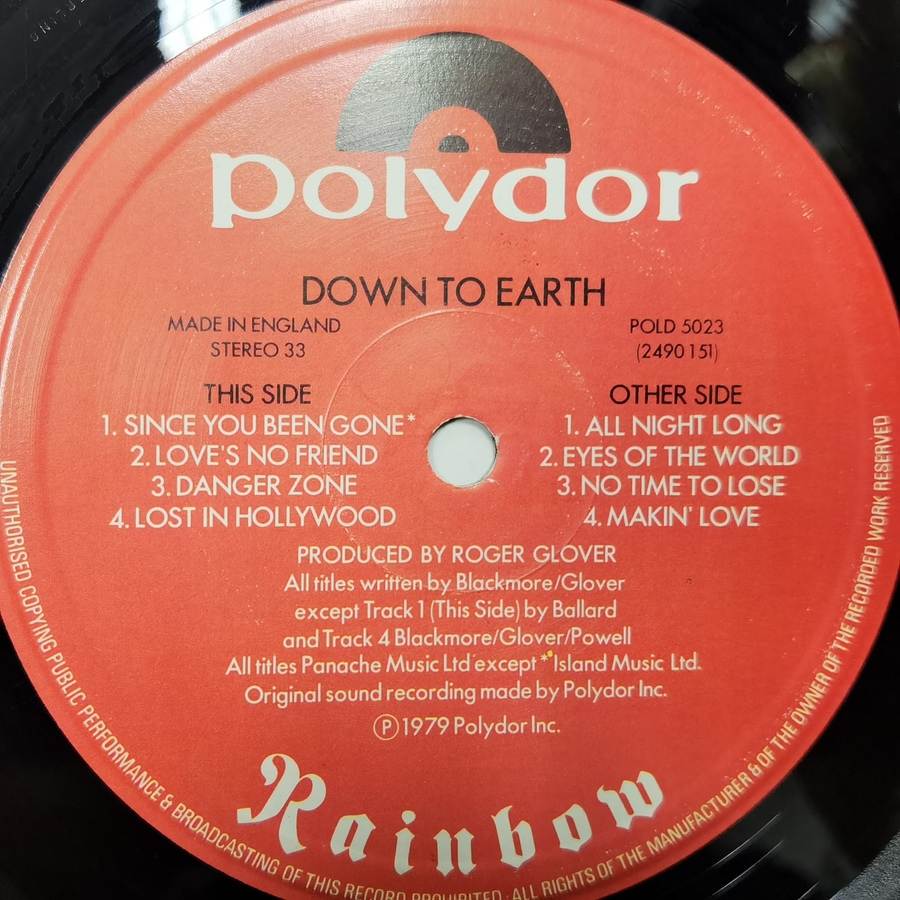 Polydor
DOWN TO EARTH
MADE IN ENGLAND
STEREO 33
POLD 5023
(2490 151)
THIS SIDE
1. SINCE YOU BEEN GONE*
2. LOVE'S NO FRIEND
3. DANGER ZONE
4. LOST IN HOLLYWOOD
OTHER SIDE
1. ALL NIGHT LONG
2. EYES OF THE WORLD
3. NO TIME TO LOSE
4. MAKIN' LOVE
PRODUCED BY ROGER GLOVER
All titles written by Blackmore/Glover
except Track 1 (This Side) by Ballard
and Track 4 Blackmore/Glover/Powell
All titles Panache Music Ltd except *Island Music Ltd.
Original sound recording made by Polydor Inc.
Ⓟ 1979 Polydor Inc.
Rainbow
UNAUTHORISED COPYING PUBLIC PERFORMANCE & BROADCASTING OF THIS RECORD PROHIBITED · ALL RIGHTS OF THE MANUFACTURER & OF THE OWNER OF THE RECORDED WORK RESERVED